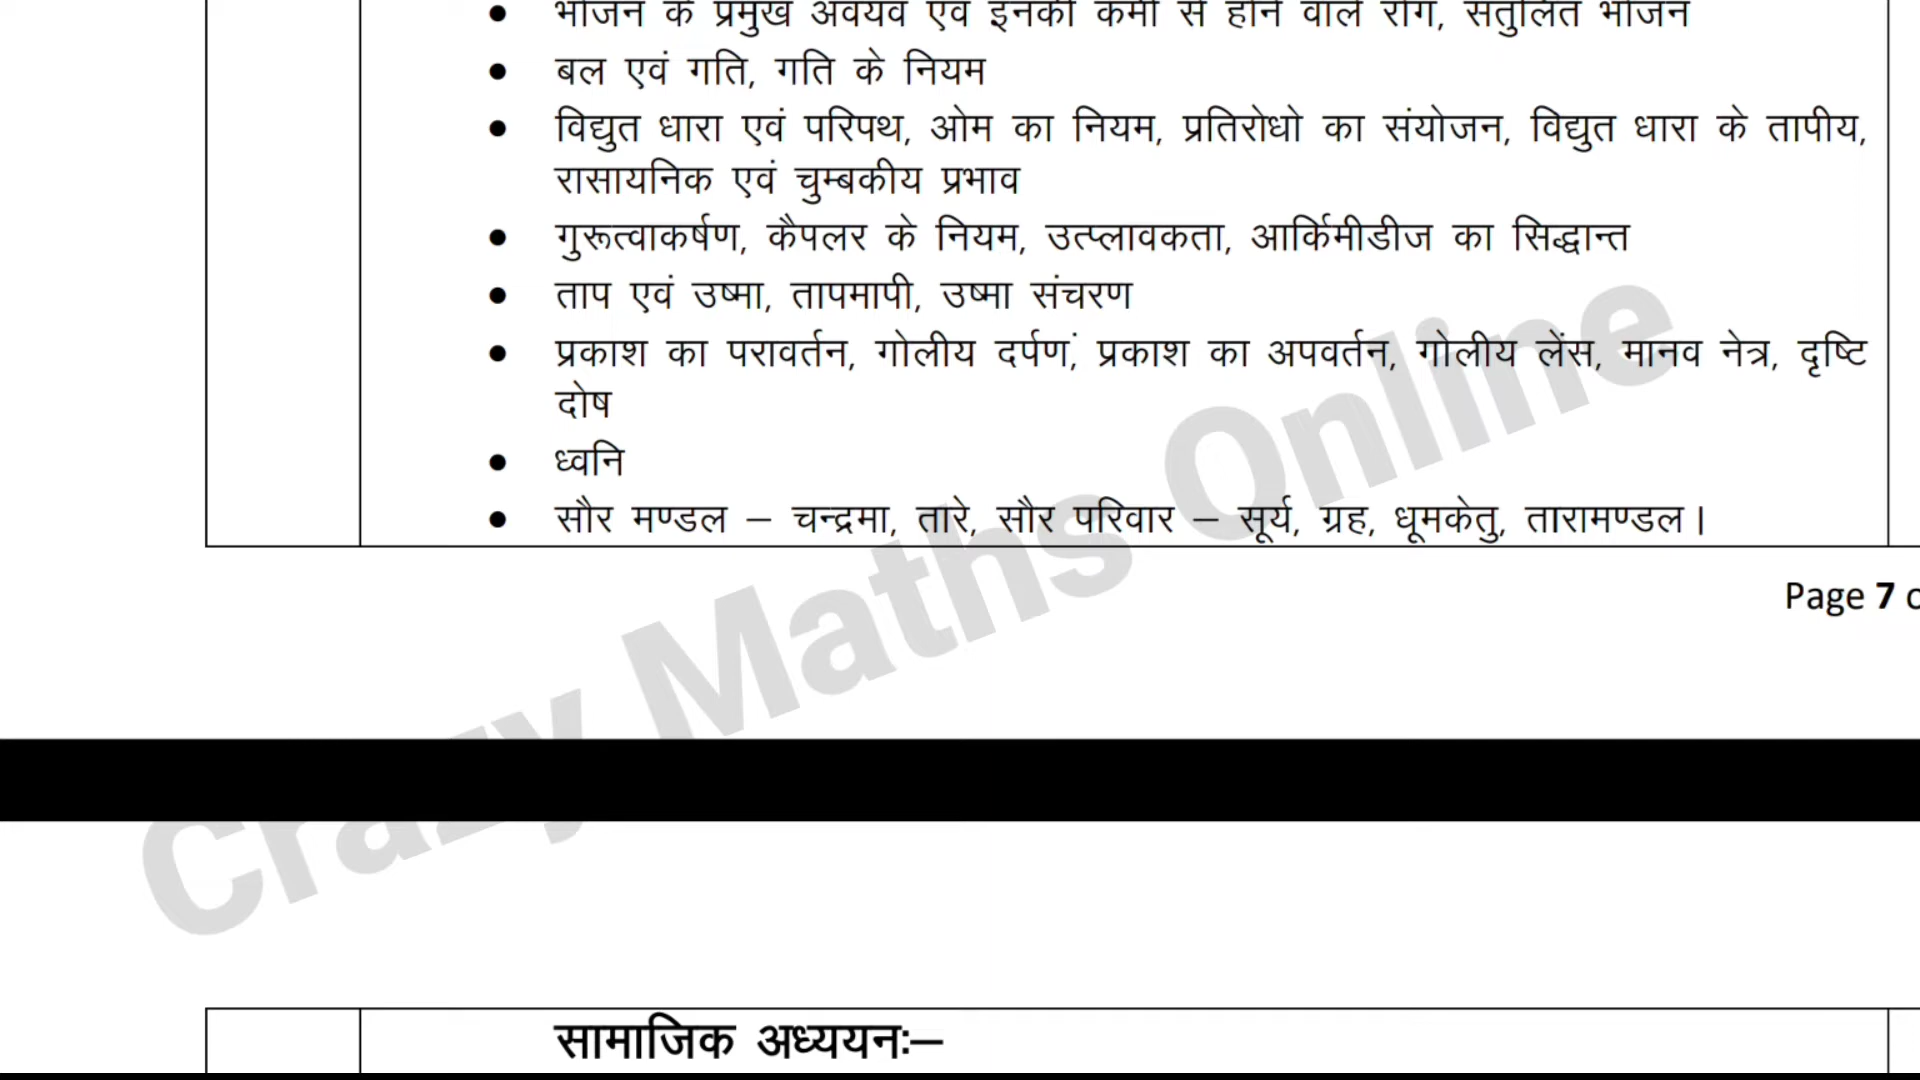 • भोजन के प्रमुख अवयव एवं इनकी कमी से होने वाले रोग, संतुलित भोजन
• बल एवं गति, गति के नियम
• विद्युत धारा एवं परिपथ, ओम का नियम, प्रतिरोधो का संयोजन, विद्युत धारा के तापीय,
रासायनिक एवं चुम्बकीय प्रभाव
• गुरूत्वाकर्षण, कैपलर के नियम, उत्प्लावकता, आर्किमीडीज का सिद्धान्त
• ताप एवं उष्मा, तापमापी, उष्मा संचरण
• प्रकाश का परावर्तन, गोलीय दर्पण, प्रकाश का अपवर्तन, गोलीय लेंस, मानव नेत्र, दृष्टि
दोष
• ध्वनि
• सौर मण्डल – चन्द्रमा, तारे, सौर परिवार – सूर्य, ग्रह, धूमकेतु, तारामण्डल।
Page 7
Crazy Maths Online
सामाजिक अध्ययनः–